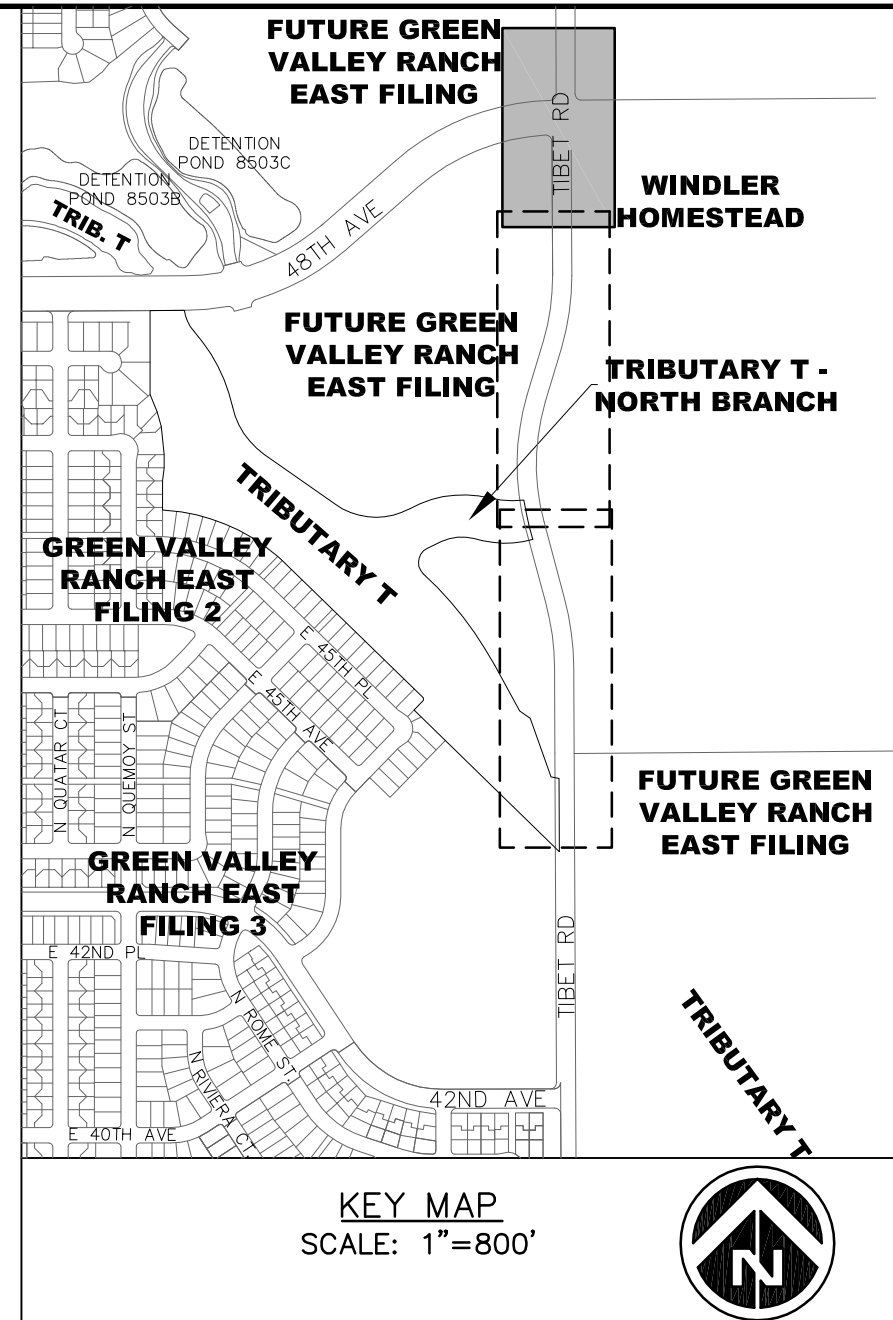 FUTURE GREEN
VALLEY RANCH
EAST FILING
TIBET RD
DETENTION
POND 8503C
DETENTION
POND 8503B
TRIB. T
WINDLER
HOMESTEAD
48TH AVE
FUTURE GREEN
VALLEY RANCH
EAST FILING
TRIBUTARY T -
NORTH BRANCH
TRIBUTARY T
GREEN VALLEY
RANCH EAST
FILING 2
E 45TH PL
E 45TH AVE
N QUATAR CT
N QUEMOY ST
FUTURE GREEN
VALLEY RANCH
EAST FILING
GREEN VALLEY
RANCH EAST
FILING 3
E 42ND PL
TIBET RD
N ROME ST.
N RIVIERA CT.
TRIBUTARY T
42ND AVE
E 40TH AVE
KEY MAP
SCALE: 1"=800'
N